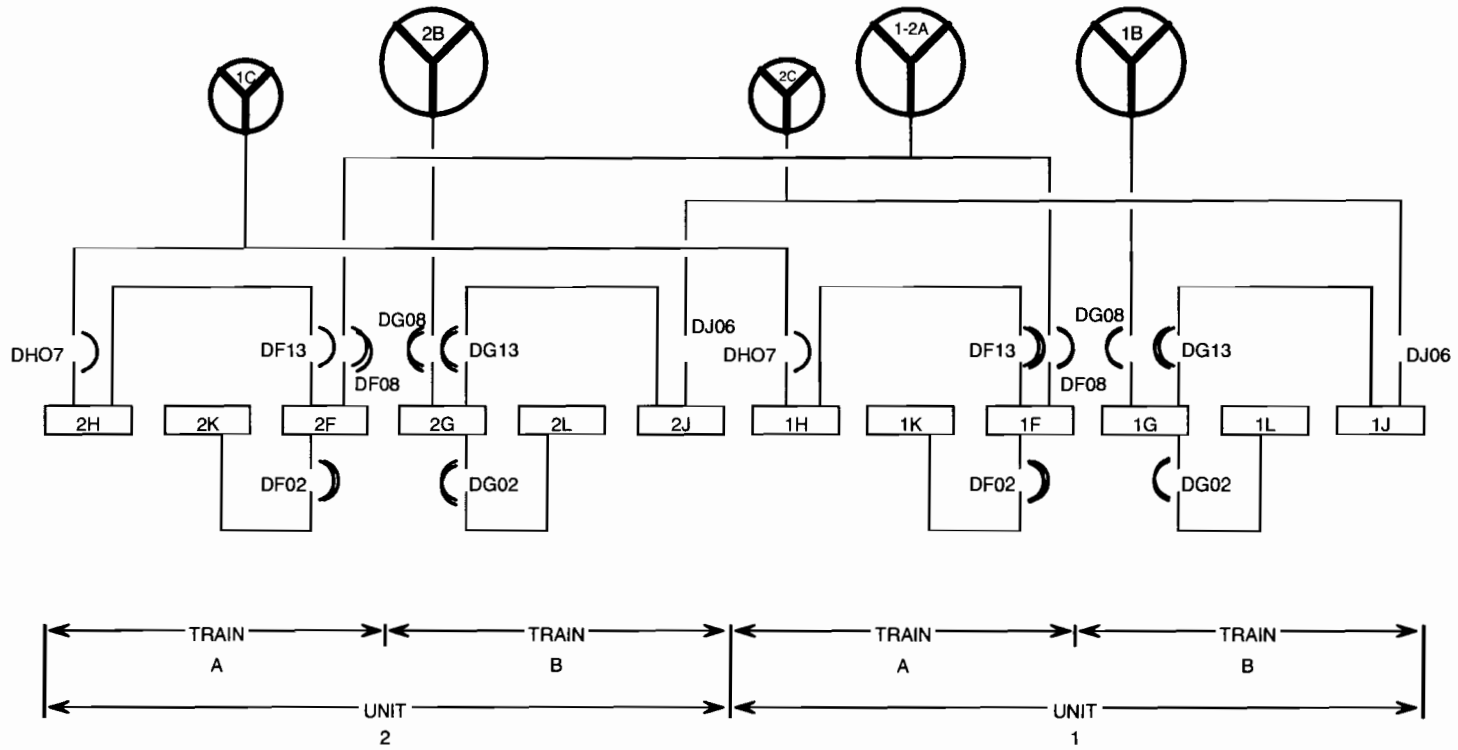 2B
1-2A
1B
1C
2C
DG08
DJ06
DG08
DHO7
DF13
DG13
DHO7
DF13
DG13
DJ06
DF08
DF08
2H
2K
2F
2G
2L
2J
1H
1K
1F
1G
1L
1J
DF02
DG02
DF02
DG02
TRAIN
TRAIN
TRAIN
TRAIN
A
B
A
B
UNIT
UNIT
2
1